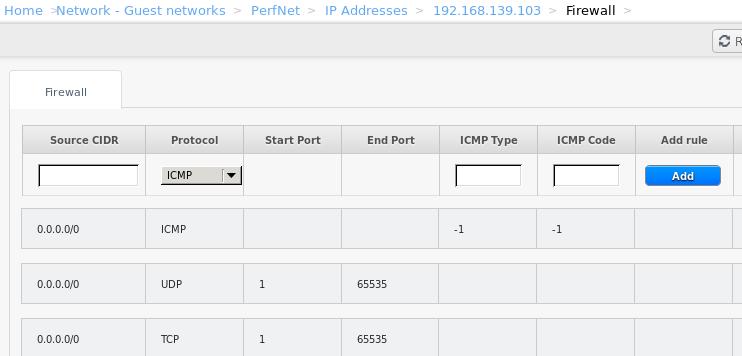 Home > Network - Guest networks > PerfNet > IP Addresses > 192.168.139.103 > Firewall >
R
Firewall
Source CIDR Protocol Start Port End Port ICMP Type ICMP Code Add rule
ICMP Add
0.0.0.0/0 ICMP -1 -1
0.0.0.0/0 UDP 1 65535
0.0.0.0/0 TCP 1 65535